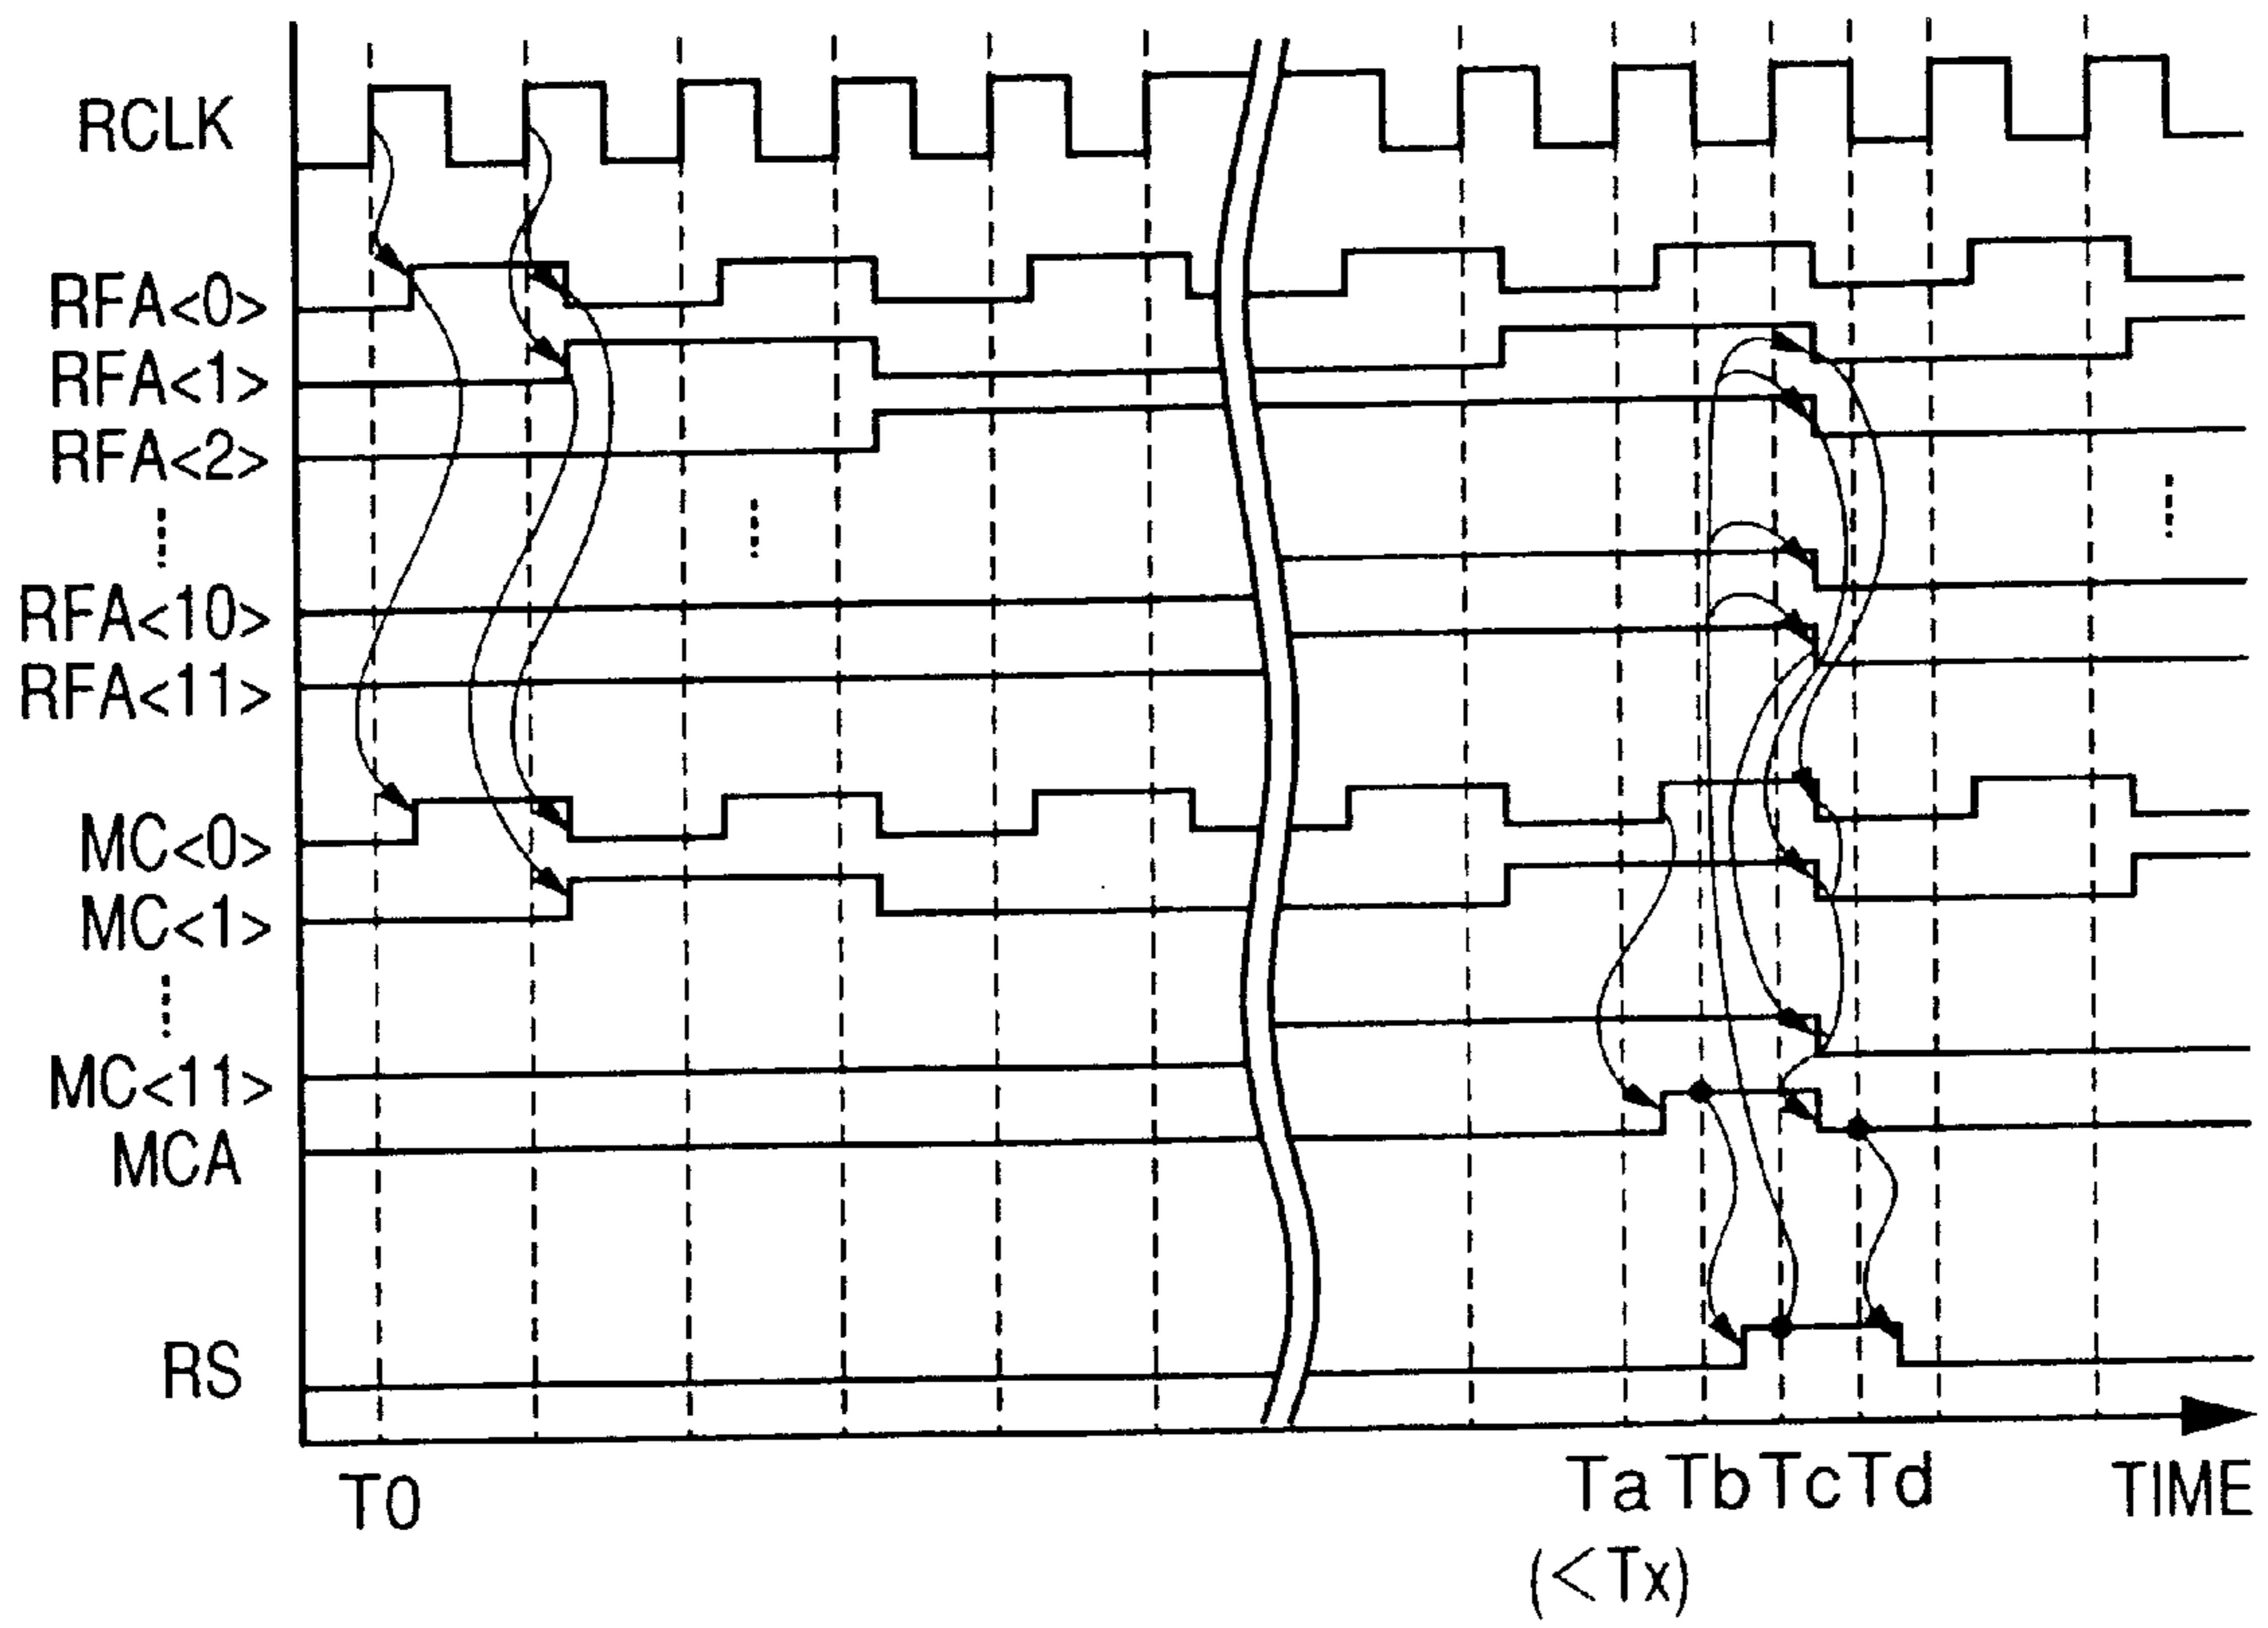 RCLK
RFA<0>
RFA<1>
RFA<2>
RFA<10>
RFA<11>
MC<0>
MC<1>
MC<11>
MCA
RS
T0 Ta Tb Tc Td TIME
(<Tx)